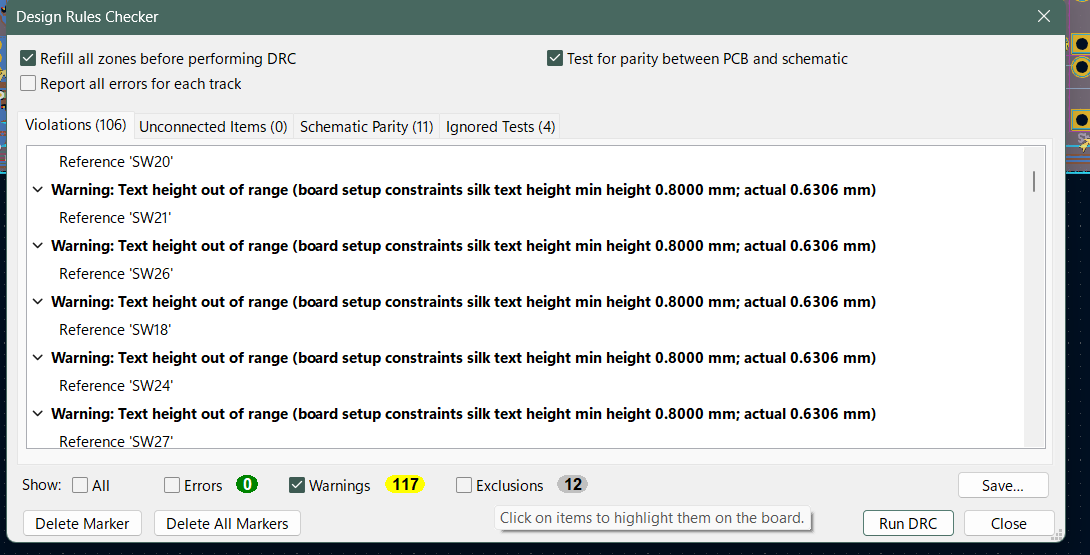 Design Rules Checker
Refill all zones before performing DRC
Test for parity between PCB and schematic
Report all errors for each track
Violations (106) Unconnected Items (0) Schematic Parity (11) Ignored Tests (4)
Reference 'SW20'
Warning: Text height out of range (board setup constraints silk text height min height 0.8000 mm; actual 0.6306 mm)
Reference 'SW21'
Warning: Text height out of range (board setup constraints silk text height min height 0.8000 mm; actual 0.6306 mm)
Reference 'SW26'
Warning: Text height out of range (board setup constraints silk text height min height 0.8000 mm; actual 0.6306 mm)
Reference 'SW18'
Warning: Text height out of range (board setup constraints silk text height min height 0.8000 mm; actual 0.6306 mm)
Reference 'SW24'
Warning: Text height out of range (board setup constraints silk text height min height 0.8000 mm; actual 0.6306 mm)
Reference 'SW27'
Show: All Errors 0 Warnings 117 Exclusions 12 Save...
Delete Marker Delete All Markers Click on items to highlight them on the board. Run DRC Close